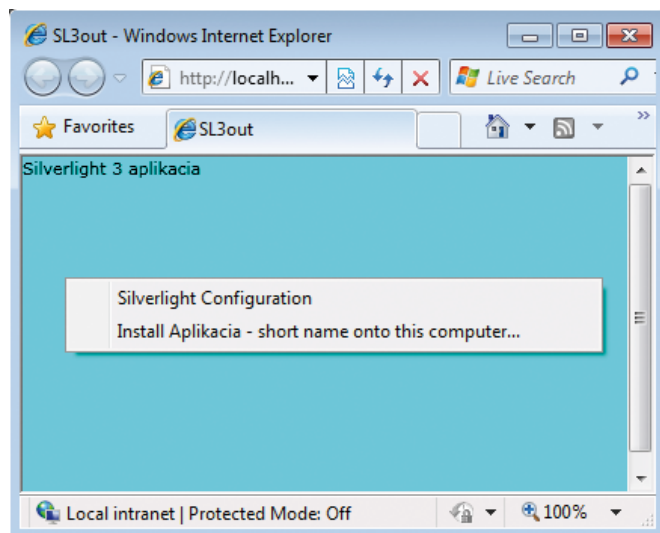 SL3out - Windows Internet Explorer
http://localh...
Live Search
Favorites
SL3out
»
Silverlight 3 aplikacia
Silverlight Configuration
Install Aplikacia - short name onto this computer...
Local intranet | Protected Mode: Off
100%